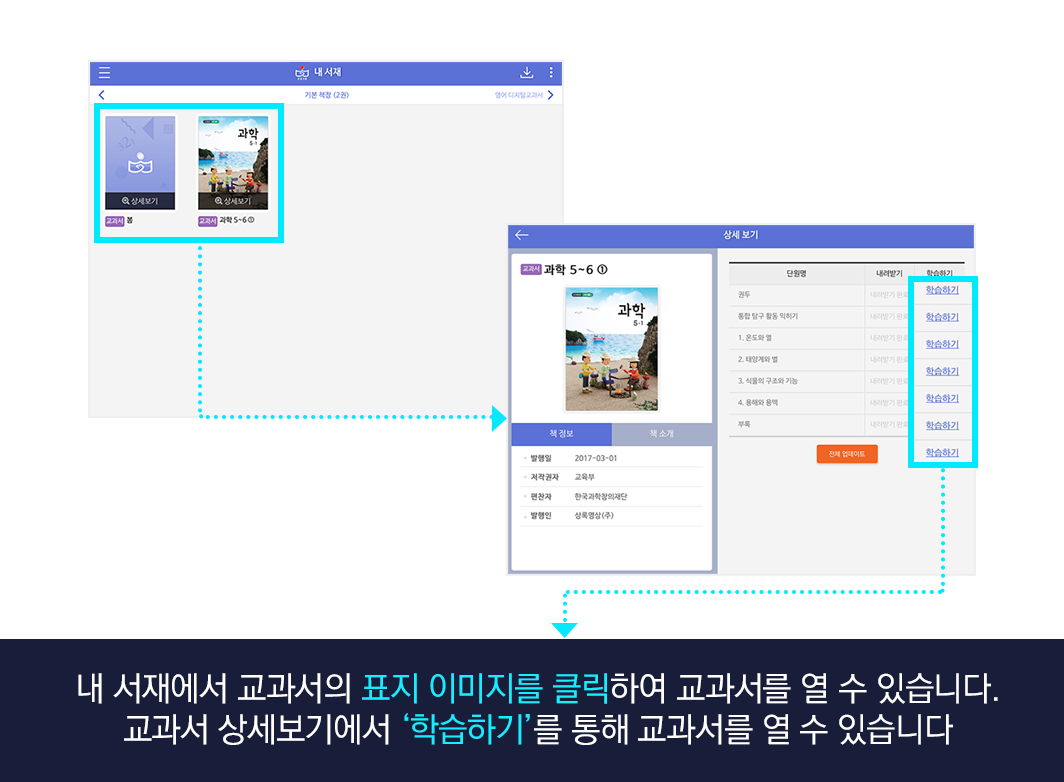 내 서재
기본 책장 (2권)
영어 디지털교과서
과학
5-1
상세보기
상세보기
교과서 봄
교과서 과학 5~6 ①
상세 보기
교과서 과학 5~6 ①
과학
5-1
책 정보
책 소개
발행일 2017-03-01
저작권자 교육부
편찬자 한국과학창의재단
발행인 상록영상(주)
단원명 내려받기 학습하기
권두 내려받기 완료 학습하기
통합 탐구 활동 익히기 내려받기 완료 학습하기
1. 온도와 열 내려받기 완료 학습하기
2. 태양계와 별 내려받기 완료 학습하기
3. 식물의 구조와 기능 내려받기 완료 학습하기
4. 용해와 용액 내려받기 완료 학습하기
부록 내려받기 완료 학습하기
전체 업데이트
내 서재에서 교과서의 표지 이미지를 클릭하여 교과서를 열 수 있습니다.
교과서 상세보기에서 ‘학습하기’를 통해 교과서를 열 수 있습니다